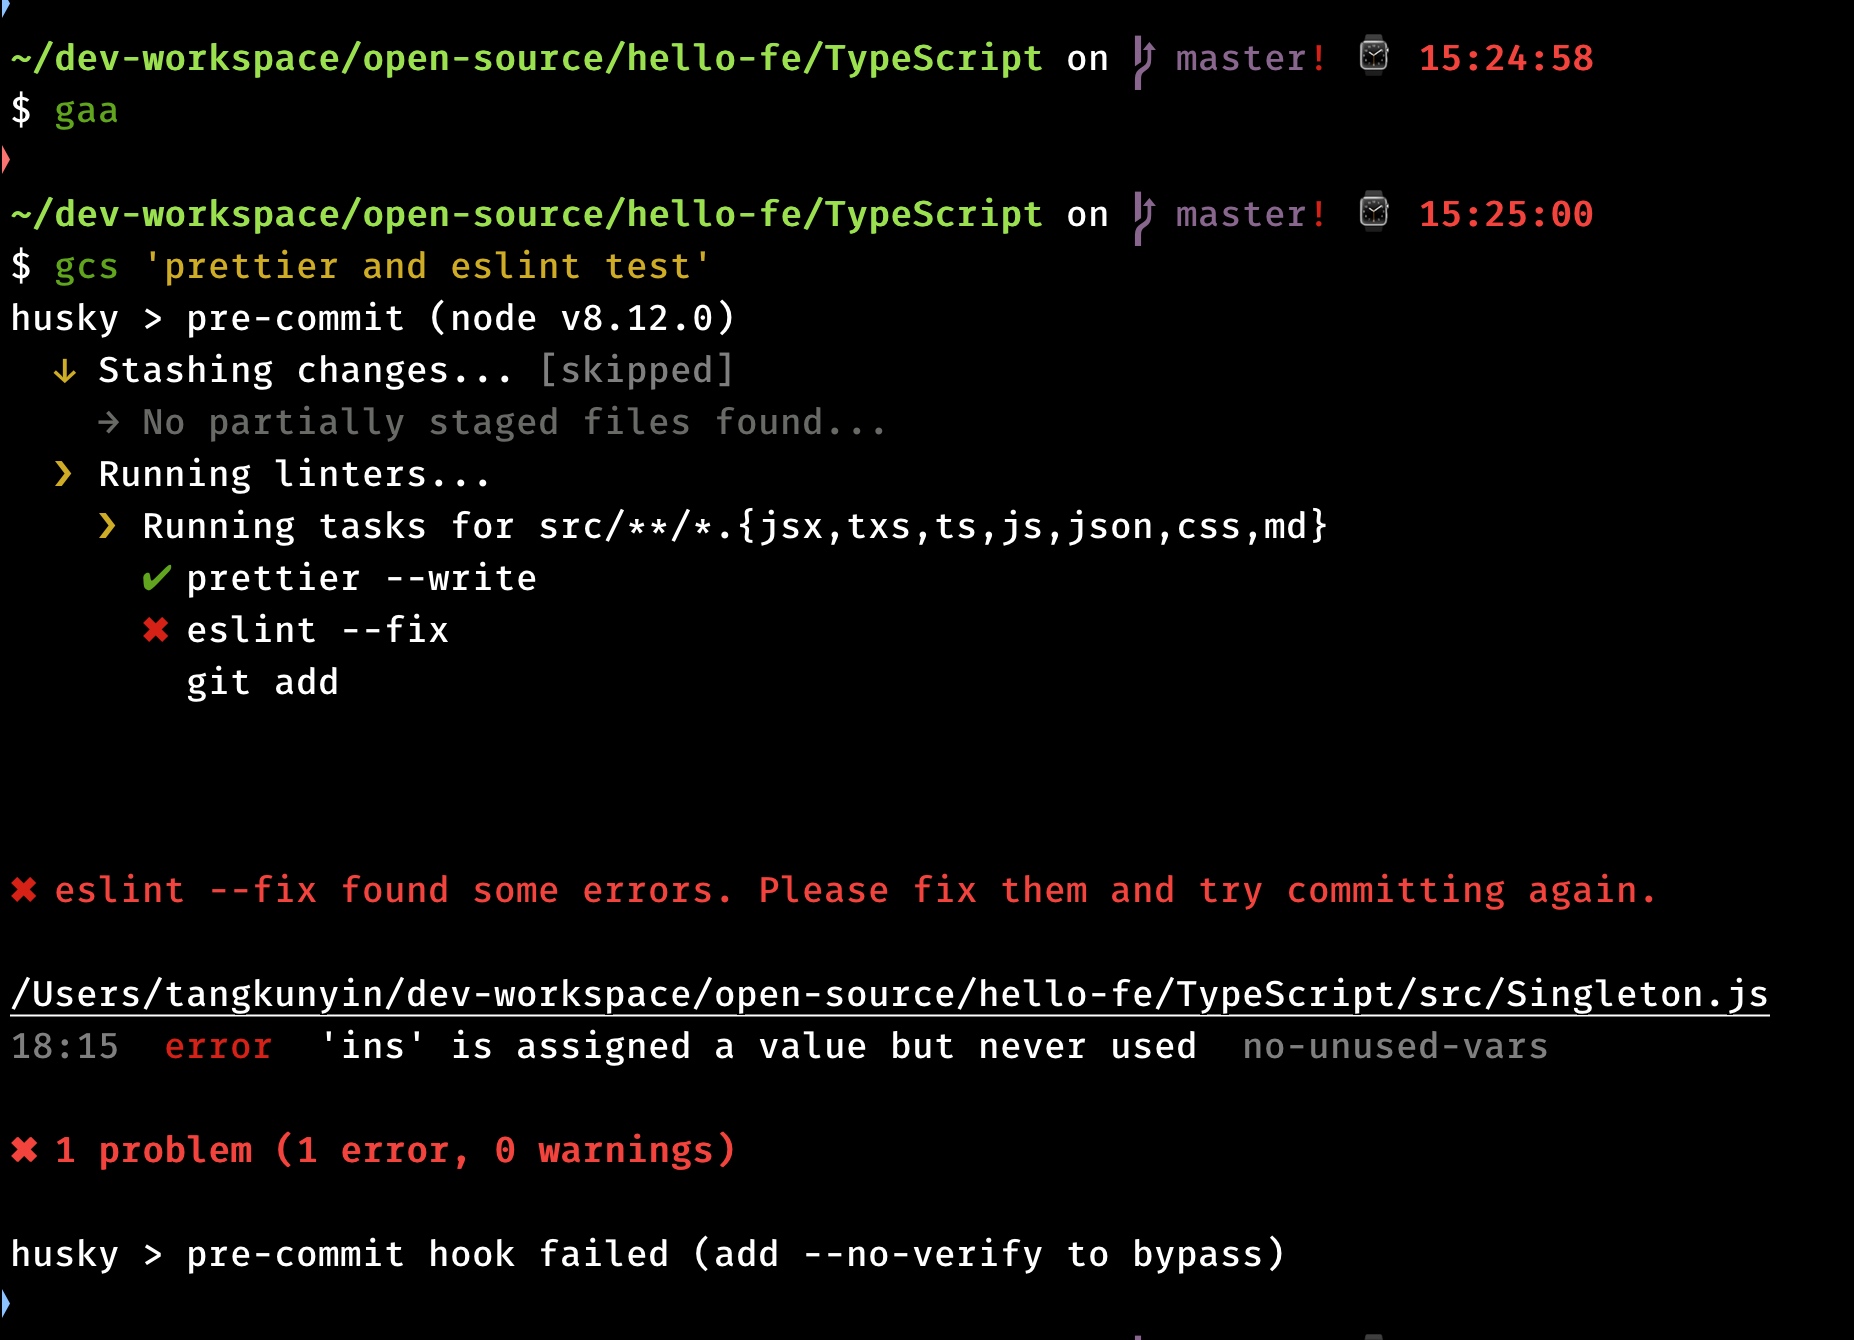 ~/dev-workspace/open-source/hello-fe/TypeScript on master! ⌚ 15:24:58
$ gaa
~/dev-workspace/open-source/hello-fe/TypeScript on master! ⌚ 15:25:00
$ gcs 'prettier and eslint test'
husky > pre-commit (node v8.12.0)
↓ Stashing changes... [skipped]
→ No partially staged files found...
❯ Running linters...
❯ Running tasks for src/**/*.{jsx,txs,ts,js,json,css,md}
✔ prettier --write
✖ eslint --fix
git add
✖ eslint --fix found some errors. Please fix them and try committing again.
/Users/tangkunyin/dev-workspace/open-source/hello-fe/TypeScript/src/Singleton.js
18:15 error 'ins' is assigned a value but never used no-unused-vars
✖ 1 problem (1 error, 0 warnings)
husky > pre-commit hook failed (add --no-verify to bypass)